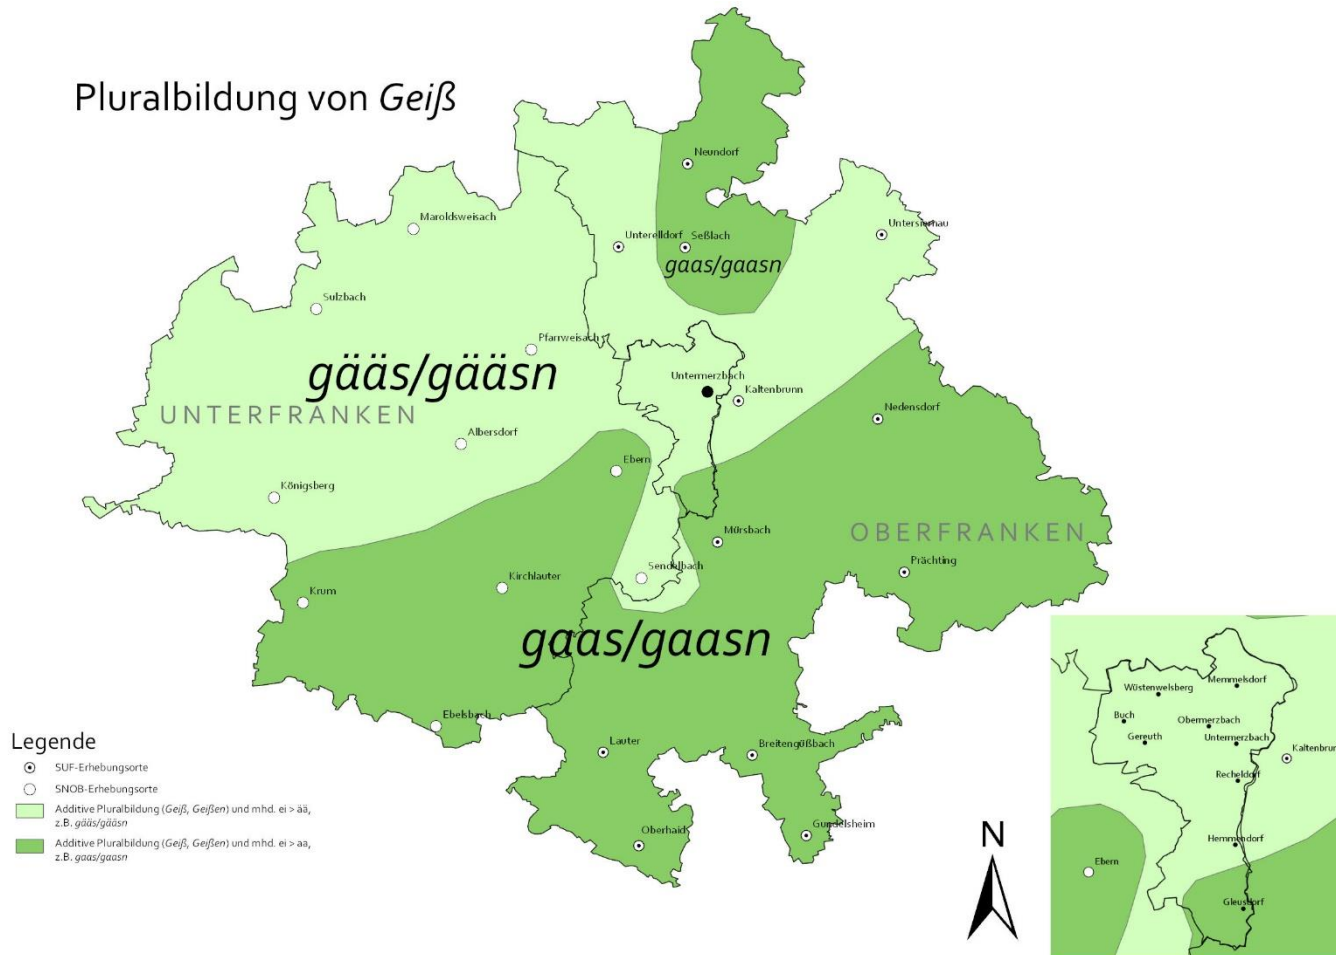 Pluralbildung von Geiß
Neundorf
Maroldsweisach
Untersiemau
Unterelldorf
Seßlach
gaas/gaasn
Sulzbach
Pfarrweisach
gääs/gääsn
Untermerzbach
Kaltenbrunn
UNTERFRANKEN
Nedensdorf
Albersdorf
Ebern
Königsberg
Mürsbach
OBERFRANKEN
Prächting
Sendelbach
Kirchlauter
Krum
gaas/gaasn
Ebelsbach
Lauter
Breitengüßbach
Oberhaid
Gundelsheim
Legende
SUF-Erhebungsorte
SNOB-Erhebungsorte
Additive Pluralbildung (Geiß, Geißen) und mhd. ei > ää,
z.B. gääs/gääsn
Additive Pluralbildung (Geiß, Geißen) und mhd. ei > aa,
z.B. gaas/gaasn
N
Memmelsdorf
Wüstenwelsberg
Buch
Obermerzbach
Gereuth
Untermerzbach
Kaltenbrunn
Recheldorf
Hemmendorf
Ebern
Gleusdorf